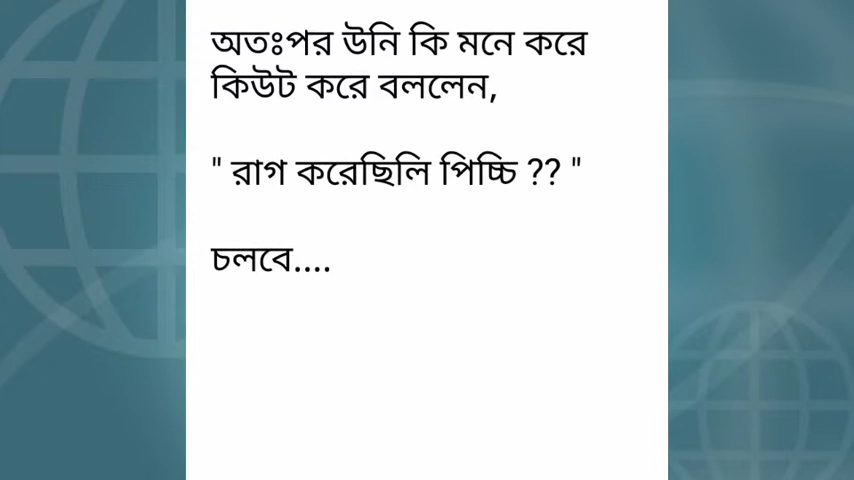 অতঃপর উনি কি মনে করে
কিউট করে বললেন,
" রাগ করেছিলি পিচ্চি ?? "
চলবে....